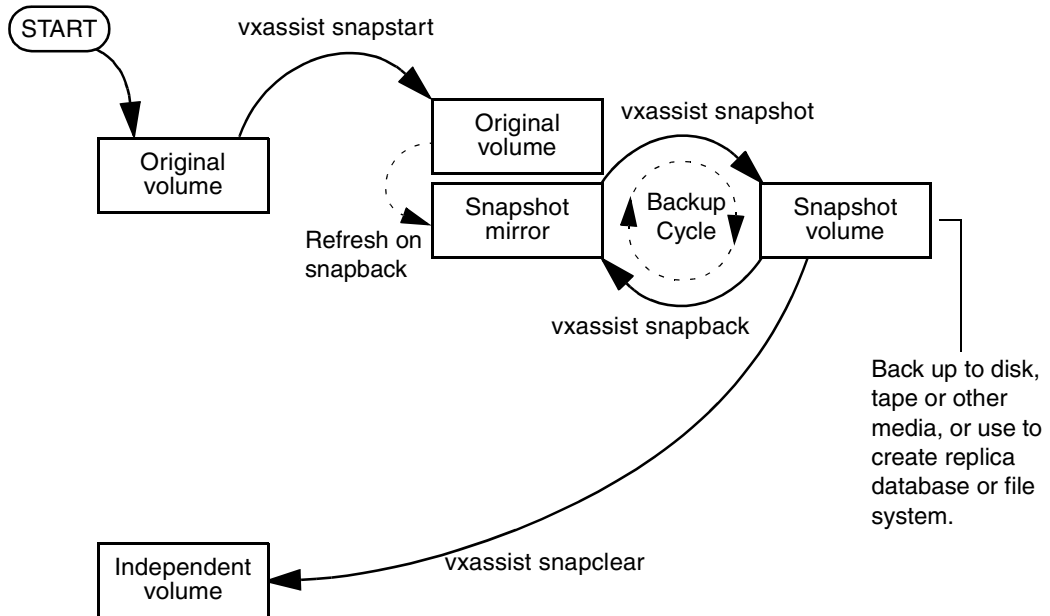 START
vxassist snapstart
Original
volume
Original
volume
vxassist snapshot
Snapshot
mirror
Backup
Cycle
Snapshot
volume
Refresh on
snapback
vxassist snapback
Back up to disk,
tape or other
media, or use to
create replica
database or file
system.
vxassist snapclear
Independent
volume